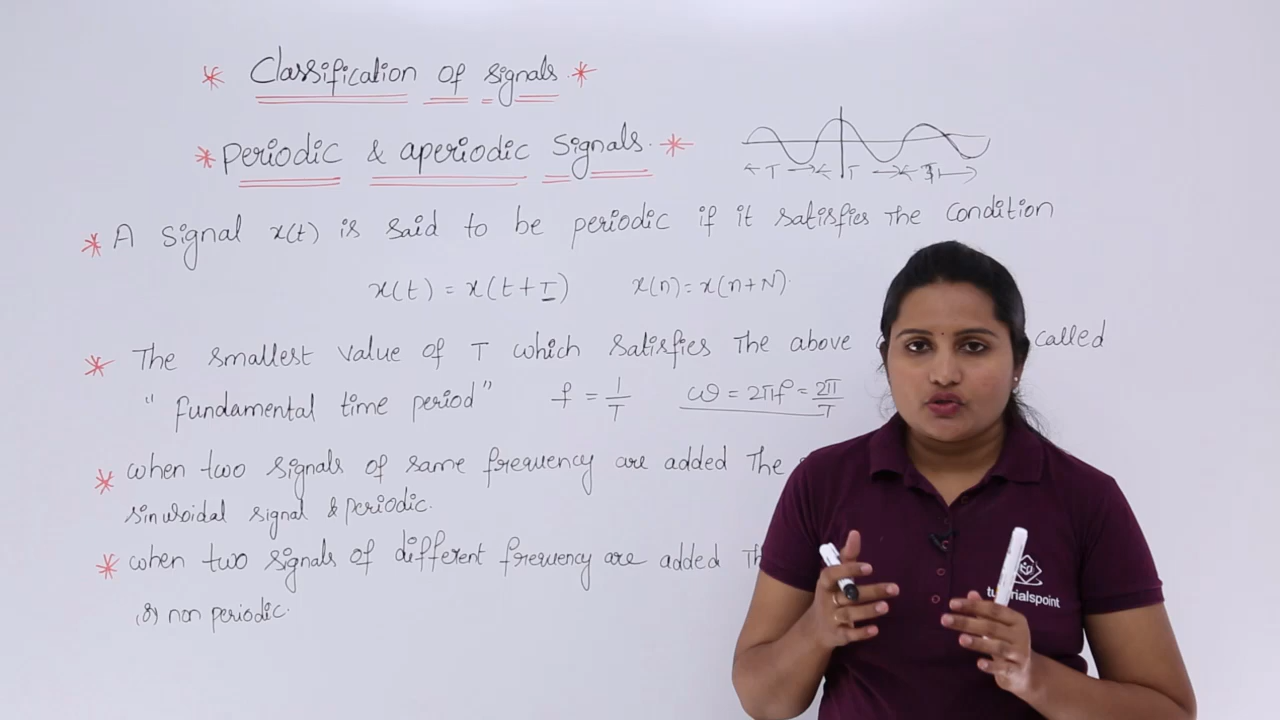 * Classification of signals *
* periodic & aperiodic signals. *
T T
* A signal x(t) is said to be periodic if it satisfies The condition
x(t) = x(t+T) x(n) = x(n+N).
* The smallest value of T which satisfies The above called
"fundamental time period" f = 1/T ω = 2πf = 2π/T
* when two signals of same frequency are added The
sinusoidal signal & periodic.
* when two signals of different frequency are added
(or) non periodic.
tutorialspoint